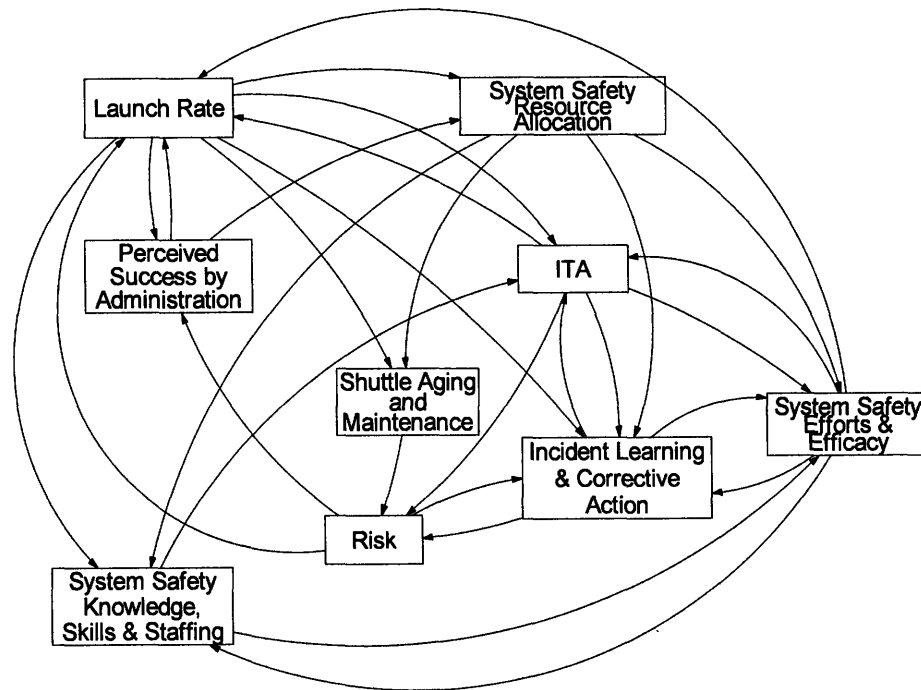 Launch Rate
System Safety
Resource
Allocation
Perceived
Success by
Administration
ITA
Shuttle Aging
and
Maintenance
System Safety
Efforts &
Efficacy
Incident Learning
& Corrective
Action
Risk
System Safety
Knowledge,
Skills & Staffing